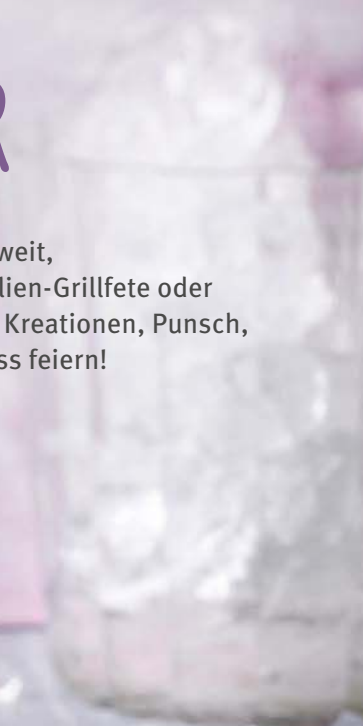 R
weit,
lien-Grillfete oder
Kreationen, Punsch,
ss feiern!